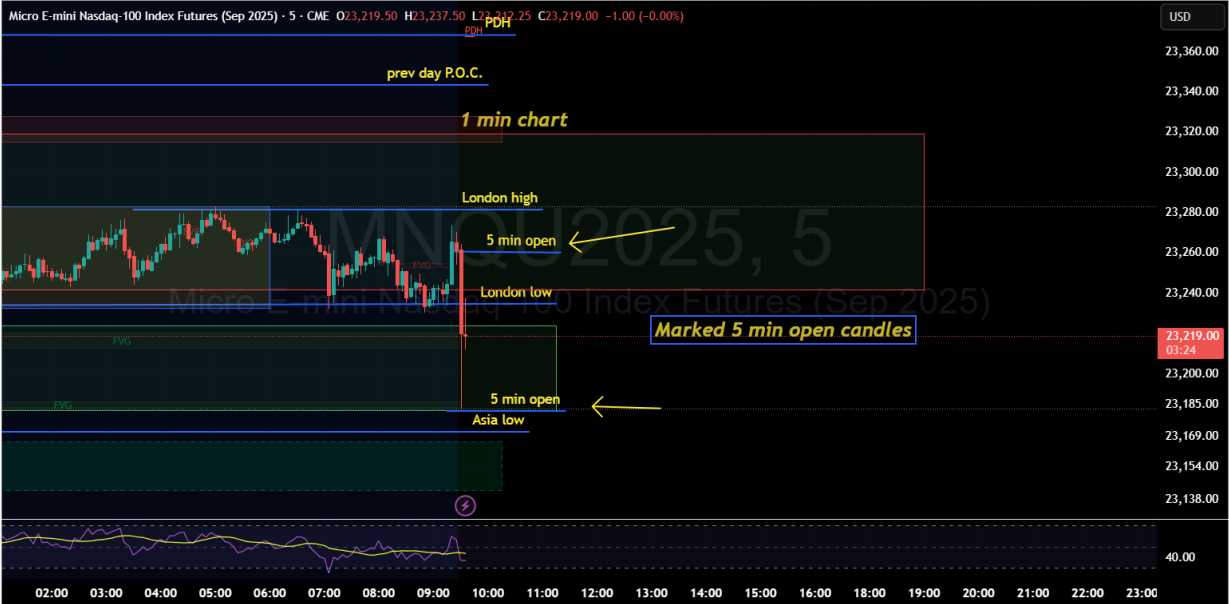 Micro E-mini Nasdaq-100 Index Futures (Sep 2025) · 5 · CME O23,219.50 H23,237.50 L23,212.25 C23,219.00 −1.00 (−0.00%)
USD
PDH
PDH
23,360.00
prev day P.O.C.
23,340.00
1 min chart
23,320.00
23,300.00
London high
23,280.00
MNQU2025, 5
5 min open
23,260.00
FVG
London low
23,240.00
Micro E-mini Nasdaq-100 Index Futures (Sep 2025)
Marked 5 min open candles
23,219.00
03:24
FVG
23,200.00
5 min open
FVG
23,185.00
Asia low
23,169.00
23,154.00
23,138.00
40.00
02:00 03:00 04:00 05:00 06:00 07:00 08:00 09:00 10:00 11:00 12:00 13:00 14:00 15:00 16:00 17:00 18:00 19:00 20:00 21:00 22:00 23:00